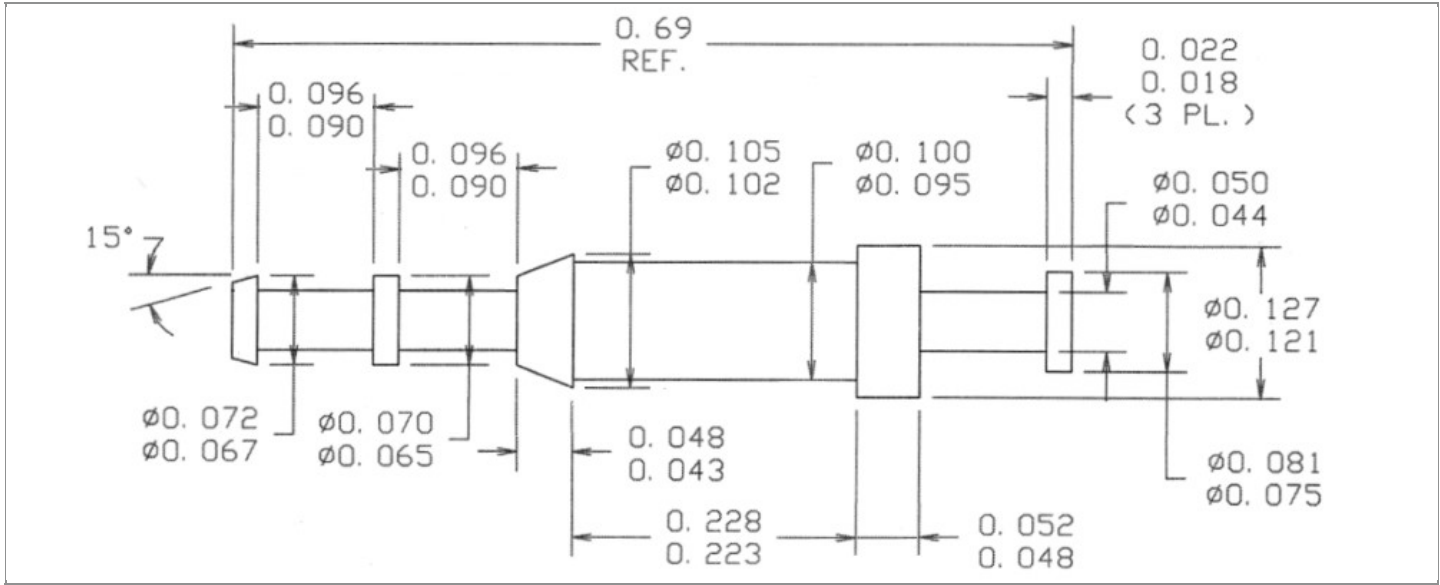 0. 69
REF.
0. 022
0. 018
(3 PL. )
0. 096
0. 090
0. 096
0. 090
ø0. 105
ø0. 102
ø0. 100
ø0. 095
ø0. 050
ø0. 044
15°
ø0. 127
ø0. 121
ø0. 072
ø0. 067
ø0. 070
ø0. 065
0. 048
0. 043
ø0. 081
ø0. 075
0. 228
0. 223
0. 052
0. 048